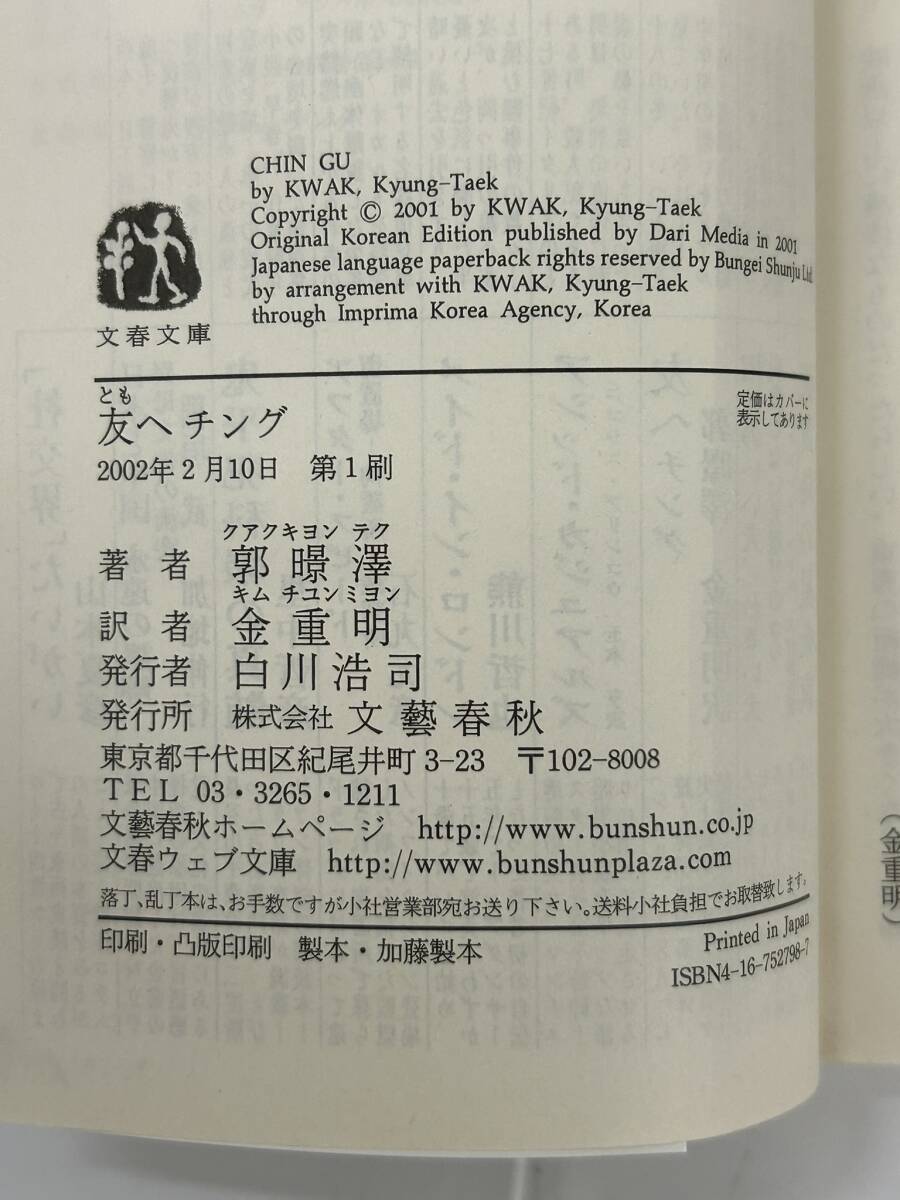 CHIN GU
by KWAK, Kyung-Taek
Copyright © 2001 by KWAK, Kyung-Taek
Original Korean Edition published by Dari Media in 2001
Japanese language paperback rights reserved by Bungei Shunju Ltd.
by arrangement with KWAK, Kyung-Taek
through Imprima Korea Agency, Korea
文春文庫
定価はカバーに
表示してあります
とも
友へ チング
2002年2月10日 第1刷
クアクキヨン テク
著 者 郭暻澤
キム チユンミヨン
訳 者 金重明
発行者 白川浩司
発行所 株式会社 文藝春秋
東京都千代田区紀尾井町 3-23 〒102-8008
TEL 03・3265・1211
文藝春秋ホームページ http://www.bunshun.co.jp
文春ウェブ文庫 http://www.bunshunplaza.com
落丁、乱丁本は、お手数ですが小社営業部宛お送り下さい。送料小社負担でお取替致します。
印刷・凸版印刷 製本・加藤製本
Printed in Japan
ISBN4-16-752798-7
(金重明)